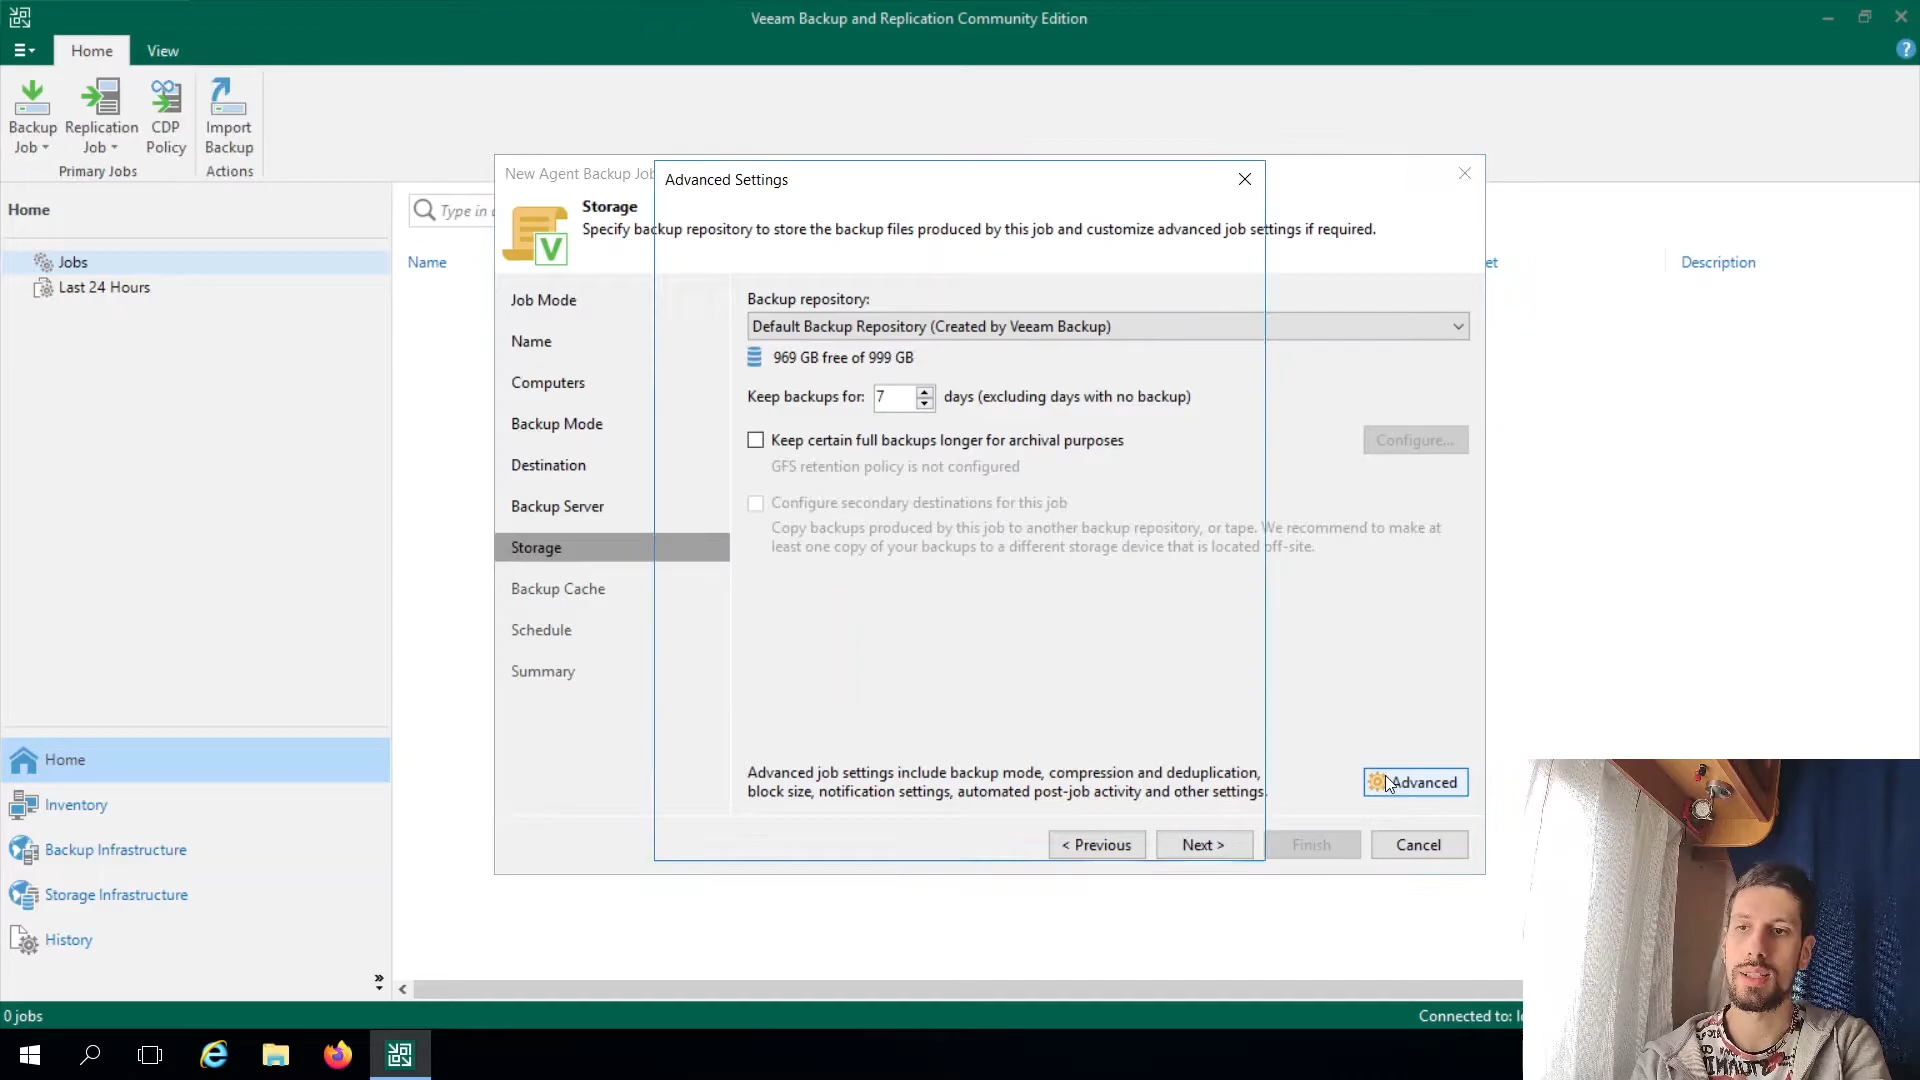 Veeam Backup and Replication Community Edition
Home
View
Backup Job
Replication Job
CDP Policy
Import Backup
Primary Jobs
Actions
Home
Jobs
Last 24 Hours
Type in
Name
Description
New Agent Backup Job
Advanced Settings
Storage
Specify backup repository to store the backup files produced by this job and customize advanced job settings if required.
Job Mode
Name
Computers
Backup Mode
Destination
Backup Server
Storage
Backup Cache
Schedule
Summary
Backup repository:
Default Backup Repository (Created by Veeam Backup)
969 GB free of 999 GB
Keep backups for: 7 days (excluding days with no backup)
Keep certain full backups longer for archival purposes
Configure...
GFS retention policy is not configured
Configure secondary destinations for this job
Copy backups produced by this job to another backup repository, or tape. We recommend to make at
least one copy of your backups to a different storage device that is located off-site.
Advanced job settings include backup mode, compression and deduplication,
block size, notification settings, automated post-job activity and other settings.
Advanced
< Previous
Next >
Finish
Cancel
Home
Inventory
Backup Infrastructure
Storage Infrastructure
History
0 jobs
Connected to: